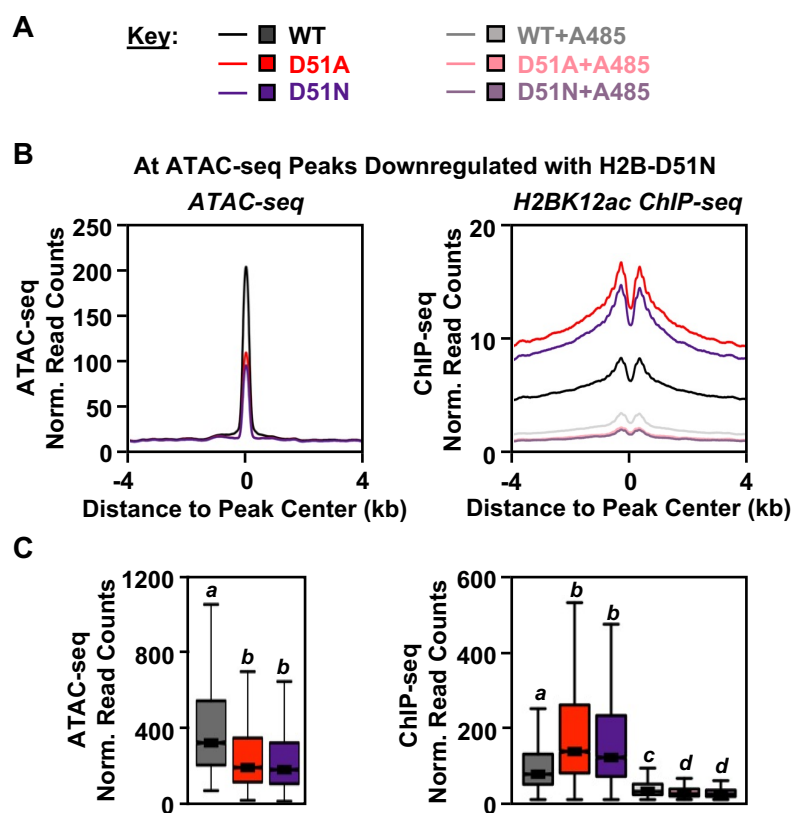 A
Key:
WT
WT+A485
D51A
D51A+A485
D51N
D51N+A485
B
At ATAC-seq Peaks Downregulated with H2B-D51N
ATAC-seq
H2BK12ac ChIP-seq
ATAC-seq
Norm. Read Counts
250
200
150
100
50
0
-4
0
4
Distance to Peak Center (kb)
ChIP-seq
Norm. Read Counts
20
10
0
-4
0
4
Distance to Peak Center (kb)
C
ATAC-seq
Norm. Read Counts
1200
800
400
0
a
b
b
ChIP-seq
Norm. Read Counts
600
400
200
0
a
b
b
c
d
d